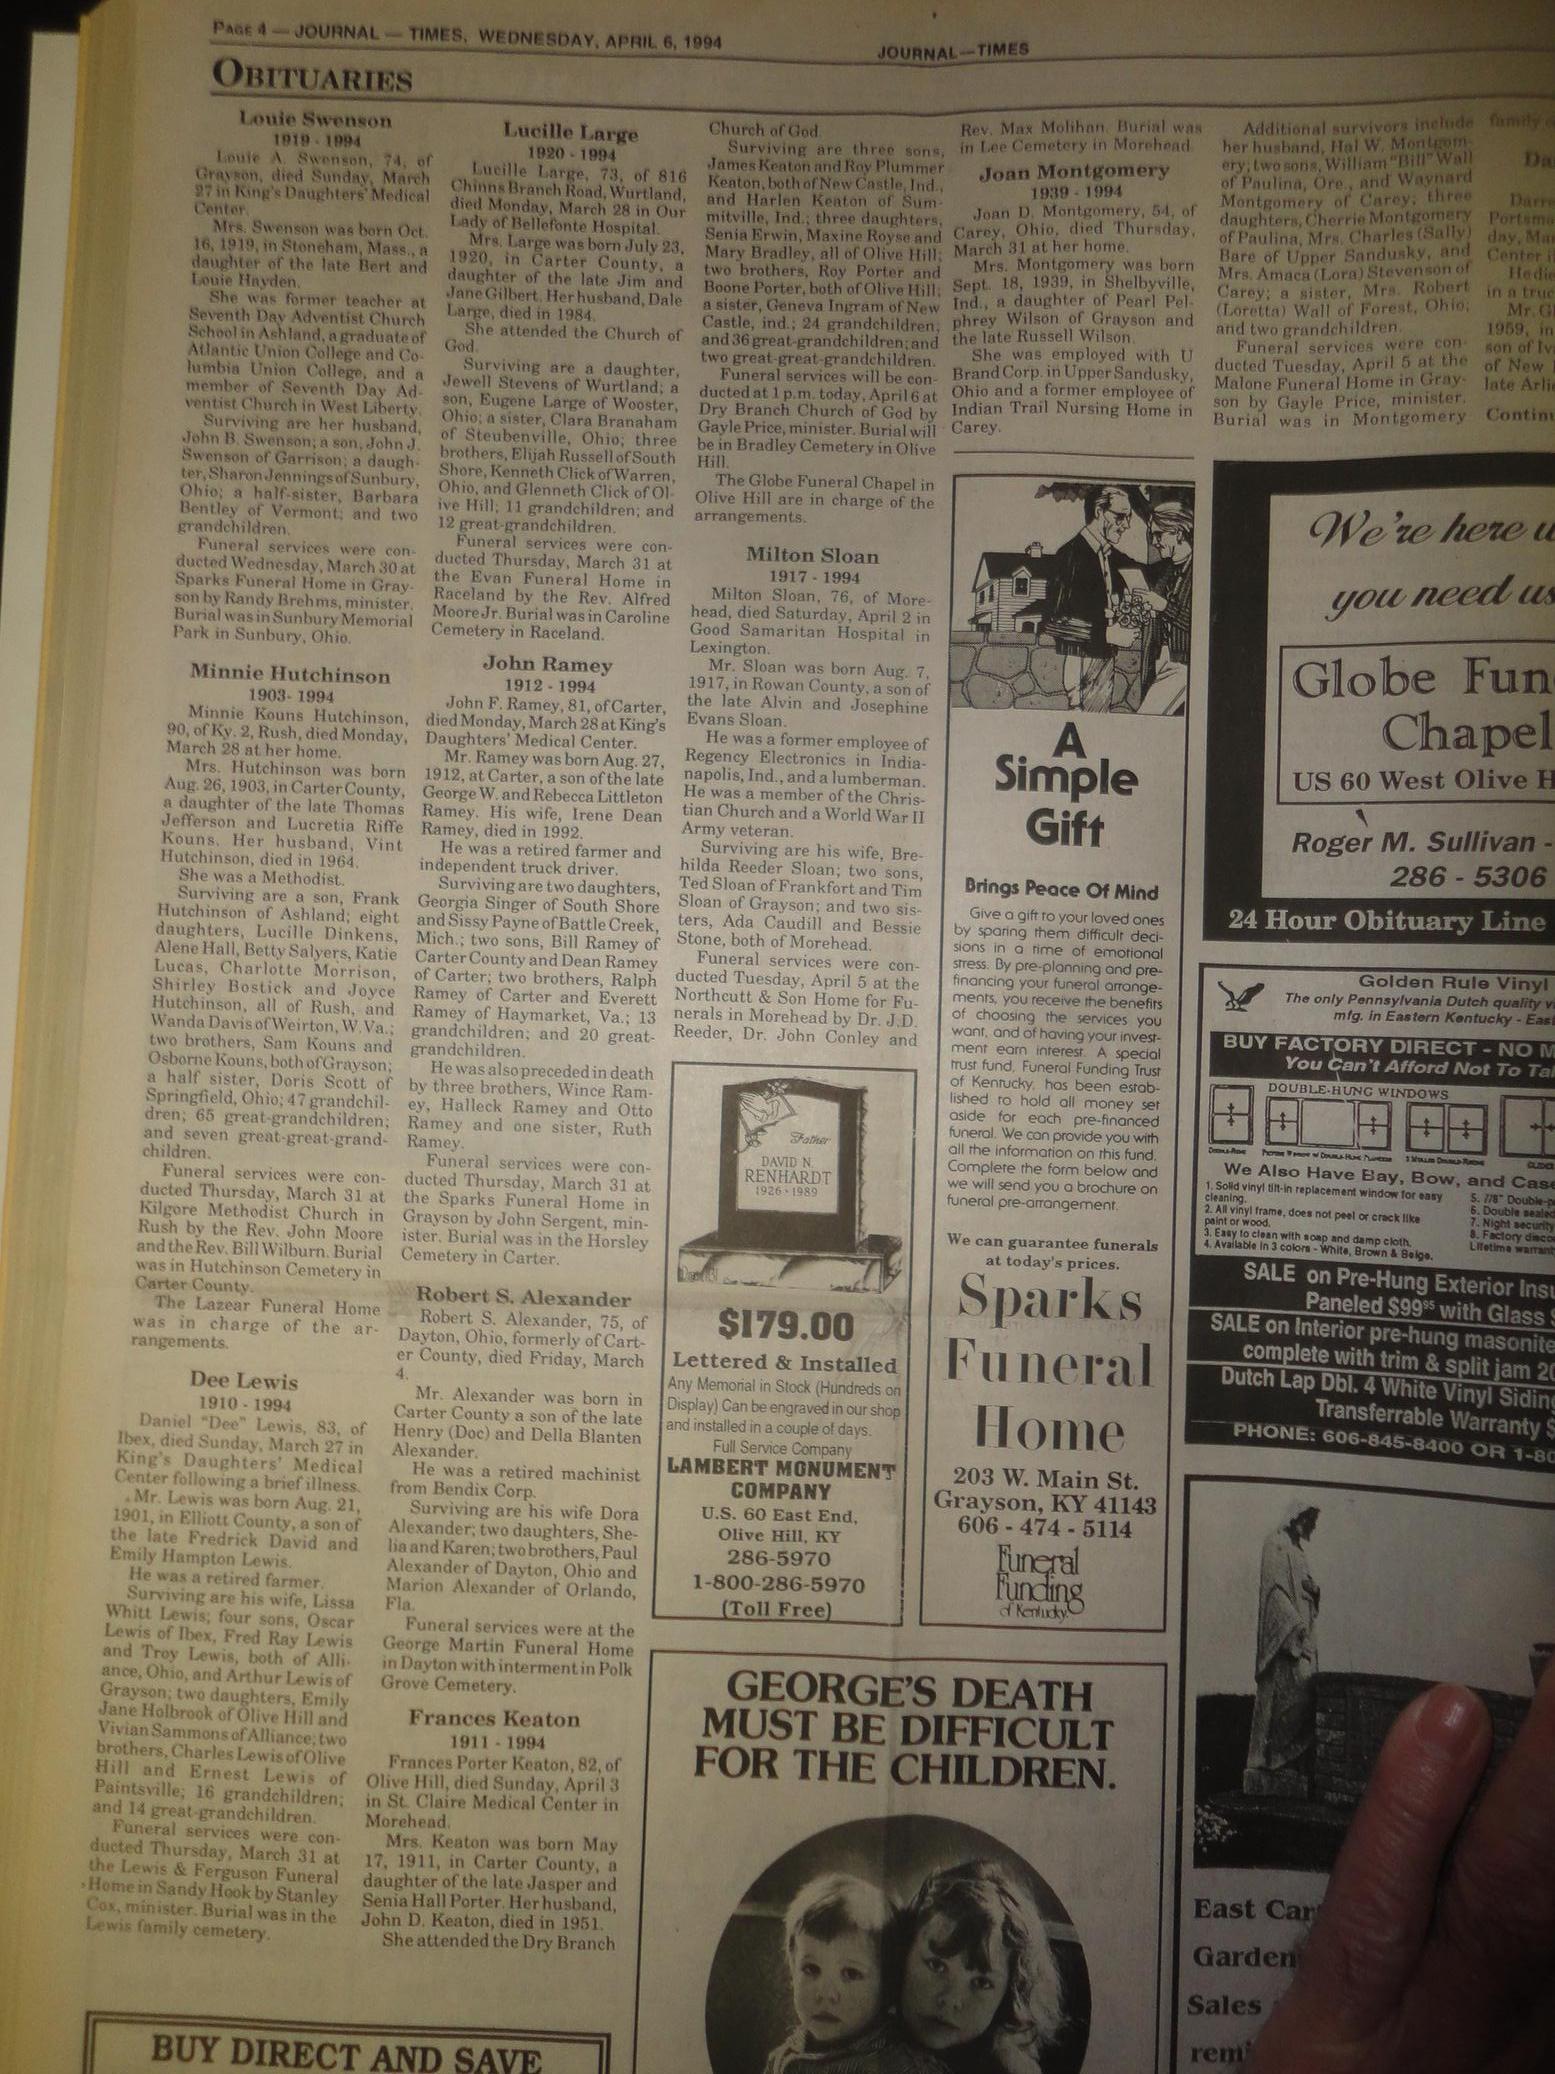 PAGE 4 — JOURNAL — TIMES, WEDNESDAY, APRIL 6, 1994
JOURNAL—TIMES
OBITUARIES
Louie Swenson
1919 - 1994
Louie A. Swenson, 74, of
Grayson, died Sunday, March
27 in King's Daughters' Medical
Center.
Mrs. Swenson was born Oct.
16, 1919, in Stoneham, Mass., a
daughter of the late Bert and
Louie Hayden.
She was former teacher at
Seventh Day Adventist Church
School in Ashland, a graduate of
Atlantic Union College and Co-
lumbia Union College, and a
member of Seventh Day Ad-
ventist Church in West Liberty.
Surviving are her husband,
John B. Swenson; a son, John J.
Swenson of Garrison; a daugh-
ter, Sharon Jennings of Sunbury,
Ohio; a half-sister, Barbara
Bentley of Vermont; and two
grandchildren.
Funeral services were con-
ducted Wednesday, March 30 at
Sparks Funeral Home in Gray-
son by Randy Brehms, minister.
Burial was in Sunbury Memorial
Park in Sunbury, Ohio.
Minnie Hutchinson
1903- 1994
Minnie Kouns Hutchinson,
90, of Ky. 2, Rush, died Monday,
March 28 at her home.
Mrs. Hutchinson was born
Aug. 26, 1903, in Carter County,
a daughter of the late Thomas
Jefferson and Lucretia Riffe
Kouns. Her husband, Vint
Hutchinson, died in 1964.
She was a Methodist.
Surviving are a son, Frank
Hutchinson of Ashland; eight
daughters, Lucille Dinkens,
Alene Hall, Betty Salyers, Katie
Lucas, Charlotte Morrison,
Shirley Bostick and Joyce
Hutchinson, all of Rush, and
Wanda Davis of Weirton, W.Va.;
two brothers, Sam Kouns and
Osborne Kouns, both of Grayson;
a half sister, Doris Scott of
Springfield, Ohio; 47 grandchil-
dren; 65 great-grandchildren;
and seven great-great-grand-
children.
Funeral services were con-
ducted Thursday, March 31 at
Kilgore Methodist Church in
Rush by the Rev. John Moore
and the Rev. Bill Wilburn. Burial
was in Hutchinson Cemetery in
Carter County.
The Lazear Funeral Home
was in charge of the ar-
rangements.
Dee Lewis
1910 - 1994
Daniel "Dee" Lewis, 83, of
Ibex, died Sunday, March 27 in
King's Daughters' Medical
Center following a brief illness.
Mr. Lewis was born Aug. 21,
1901, in Elliott County, a son of
the late Fredrick David and
Emily Hampton Lewis.
He was a retired farmer.
Surviving are his wife, Lissa
Whitt Lewis; four sons, Oscar
Lewis of Ibex, Fred Ray Lewis
and Troy Lewis, both of Alli-
ance, Ohio, and Arthur Lewis of
Grayson; two daughters, Emily
Jane Holbrook of Olive Hill and
Vivian Sammons of Alliance; two
brothers, Charles Lewis of Olive
Hill and Ernest Lewis of
Paintsville; 16 grandchildren;
and 14 great-grandchildren.
Funeral services were con-
ducted Thursday, March 31 at
the Lewis & Ferguson Funeral
Home in Sandy Hook by Stanley
Cox, minister. Burial was in the
Lewis family cemetery.
BUY DIRECT AND SAVE
Lucille Large
1920 - 1994
Lucille Large, 73, of 816
Chinns Branch Road, Wurtland,
died Monday, March 28 in Our
Lady of Bellefonte Hospital.
Mrs. Large was born July 23,
1920, in Carter County, a
daughter of the late Jim and
Jane Gilbert. Her husband, Dale
Large, died in 1984.
She attended the Church of
God.
Surviving are a daughter,
Jewell Stevens of Wurtland; a
son, Eugene Large of Wooster,
Ohio; a sister, Clara Branaham
of Steubenville, Ohio; three
brothers, Elijah Russell of South
Shore, Kenneth Click of Warren,
Ohio, and Glenneth Click of Ol-
ive Hill; 11 grandchildren; and
12 great-grandchildren.
Funeral services were con-
ducted Thursday, March 31 at
the Evan Funeral Home in
Raceland by the Rev. Alfred
Moore Jr. Burial was in Caroline
Cemetery in Raceland.
John Ramey
1912 - 1994
John F. Ramey, 81, of Carter,
died Monday, March 28 at King's
Daughters' Medical Center.
Mr. Ramey was born Aug. 27,
1912, at Carter, a son of the late
George W. and Rebecca Littleton
Ramey. His wife, Irene Dean
Ramey, died in 1992.
He was a retired farmer and
independent truck driver.
Surviving are two daughters,
Georgia Singer of South Shore
and Sissy Payne of Battle Creek,
Mich.; two sons, Bill Ramey of
Carter County and Dean Ramey
of Carter; two brothers, Ralph
Ramey of Carter and Everett
Ramey of Haymarket, Va.; 13
grandchildren; and 20 great-
grandchildren.
He was also preceded in death
by three brothers, Wince Ram-
ey, Halleck Ramey and Otto
Ramey and one sister, Ruth
Ramey.
Funeral services were con-
ducted Thursday, March 31 at
the Sparks Funeral Home in
Grayson by John Sergent, min-
ister. Burial was in the Horsley
Cemetery in Carter.
Robert S. Alexander
Robert S. Alexander, 75, of
Dayton, Ohio, formerly of Cart-
er County, died Friday, March
4.
Mr. Alexander was born in
Carter County a son of the late
Henry (Doc) and Della Blanten
Alexander.
He was a retired machinist
from Bendix Corp.
Surviving are his wife Dora
Alexander; two daughters, She-
lia and Karen; two brothers, Paul
Alexander of Dayton, Ohio and
Marion Alexander of Orlando,
Fla.
Funeral services were at the
George Martin Funeral Home
in Dayton with interment in Polk
Grove Cemetery.
Frances Keaton
1911 - 1994
Frances Porter Keaton, 82, of
Olive Hill, died Sunday, April 3
in St. Claire Medical Center in
Morehead.
Mrs. Keaton was born May
17, 1911, in Carter County, a
daughter of the late Jasper and
Senia Hall Porter. Her husband,
John D. Keaton, died in 1951.
She attended the Dry Branch
Church of God.
Surviving are three sons,
James Keaton and Roy Plummer
Keaton, both of New Castle, Ind.,
and Harlen Keaton of Sum-
mitville, Ind.; three daughters,
Senia Erwin, Maxine Royse and
Mary Bradley, all of Olive Hill;
two brothers, Roy Porter and
Boone Porter, both of Olive Hill;
a sister, Geneva Ingram of New
Castle, ind.; 24 grandchildren;
and 36 great-grandchildren; and
two great-great-grandchildren.
Funeral services will be con-
ducted at 1 p.m. today, April 6 at
Dry Branch Church of God by
Gayle Price, minister. Burial will
be in Bradley Cemetery in Olive
Hill.
The Globe Funeral Chapel in
Olive Hill are in charge of the
arrangements.
Milton Sloan
1917 - 1994
Milton Sloan, 76, of More-
head, died Saturday, April 2 in
Good Samaritan Hospital in
Lexington.
Mr. Sloan was born Aug. 7,
1917, in Rowan County, a son of
the late Alvin and Josephine
Evans Sloan.
He was a former employee of
Regency Electronics in India-
napolis, Ind., and a lumberman.
He was a member of the Chris-
tian Church and a World War II
Army veteran.
Surviving are his wife, Bre-
hilda Reeder Sloan; two sons,
Ted Sloan of Frankfort and Tim
Sloan of Grayson; and two sis-
ters, Ada Caudill and Bessie
Stone, both of Morehead.
Funeral services were con-
ducted Tuesday, April 5 at the
Northcutt & Son Home for Fu-
nerals in Morehead by Dr. J.D.
Reeder, Dr. John Conley and
Father
DAVID N.
RENHARDT
1926 - 1989
$179.00
Lettered & Installed
Any Memorial in Stock (Hundreds on
Display) Can be engraved in our shop
and installed in a couple of days.
Full Service Company
LAMBERT MONUMENT
COMPANY
U.S. 60 East End,
Olive Hill, KY
286-5970
1-800-286-5970
(Toll Free)
GEORGE'S DEATH
MUST BE DIFFICULT
FOR THE CHILDREN.
Rev. Max Molihan. Burial was
in Lee Cemetery in Morehead.
Joan Montgomery
1939 - 1994
Joan D. Montgomery, 54, of
Carey, Ohio, died Thursday,
March 31 at her home.
Mrs. Montgomery was born
Sept. 18, 1939, in Shelbyville,
Ind., a daughter of Pearl Pel-
phrey Wilson of Grayson and
the late Russell Wilson.
She was employed with U
Brand Corp. in Upper Sandusky,
Ohio and a former employee of
Indian Trail Nursing Home in
Carey.
A
Simple
Gift
Brings Peace Of Mind
Give a gift to your loved ones
by sparing them difficult deci-
sions in a time of emotional
stress. By pre-planning and pre-
financing your funeral arrange-
ments, you receive the benefits
of choosing the services you
want, and of having your invest-
ment earn interest. A special
trust fund, Funeral Funding Trust
of Kentucky, has been estab-
lished to hold all money set
aside for each pre-financed
funeral. We can provide you with
all the information on this fund.
Complete the form below and
we will send you a brochure on
funeral pre-arrangement.
We can guarantee funerals
at today's prices.
Sparks
Funeral
Home
203 W. Main St.
Grayson, KY 41143
606 - 474 - 5114
Funeral
Funding
of Kentucky
Additional survivors include
her husband, Hal W. Montgom-
ery; two sons, William "Bill" Wall
of Paulina, Ore., and Waynard
Montgomery of Carey; three
daughters, Cherrie Montgomery
of Paulina, Mrs. Charles (Sally)
Bare of Upper Sandusky, and
Mrs. Amaca (Lora) Stevenson of
Carey; a sister, Mrs. Robert
(Loretta) Wall of Forest, Ohio;
and two grandchildren.
Funeral services were con-
ducted Tuesday, April 5 at the
Malone Funeral Home in Gray-
son by Gayle Price, minister.
Burial was in Montgomery
family
Da
Darre
Portsm
day, Ma
Center i
He die
in a truc
Mr. G
1959, in
son of Iv
of New
late Arli
Contin
We're here
you need us
Globe Fun
Chapel
US 60 West Olive H
Roger M. Sullivan -
286 - 5306
24 Hour Obituary Line
Golden Rule Vinyl
The only Pennsylvania Dutch quality v
mfg. in Eastern Kentucky - East
BUY FACTORY DIRECT - NO M
You Can't Afford Not To Ta
DOUBLE-HUNG WINDOWS
We Also Have Bay, Bow, and Case
1. Solid vinyl tilt-in replacement window for easy
cleaning.
2. All vinyl frame, does not peel or crack like
paint or wood.
3. Easy to clean with soap and damp cloth.
4. Available in 3 colors - White, Brown & Beige.
5. 7/8" Double-p
6. Double sealed
7. Night security
8. Factory disco
Lifetime warrant
SALE on Pre-Hung Exterior Insu
Paneled $99⁹⁵ with Glass $
SALE on Interior pre-hung masonite
complete with trim & split jam 20
Dutch Lap Dbl. 4 White Vinyl Siding
Transferrable Warranty $
PHONE: 606-845-8400 OR 1-80
East Car
Garden
Sales
rem